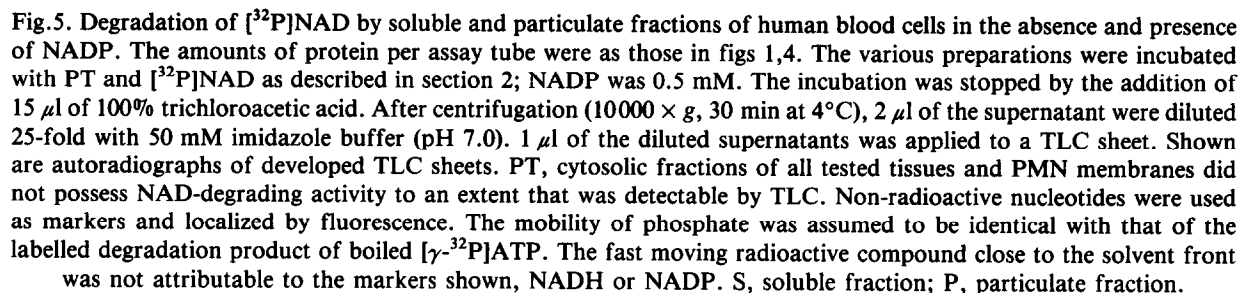 Fig.5. Degradation of [³²P]NAD by soluble and particulate fractions of human blood cells in the absence and presence
of NADP. The amounts of protein per assay tube were as those in figs 1,4. The various preparations were incubated
with PT and [³²P]NAD as described in section 2; NADP was 0.5 mM. The incubation was stopped by the addition of
15 µl of 100% trichloroacetic acid. After centrifugation (10000 × g, 30 min at 4°C), 2 µl of the supernatant were diluted
25-fold with 50 mM imidazole buffer (pH 7.0). 1 µl of the diluted supernatants was applied to a TLC sheet. Shown
are autoradiographs of developed TLC sheets. PT, cytosolic fractions of all tested tissues and PMN membranes did
not possess NAD-degrading activity to an extent that was detectable by TLC. Non-radioactive nucleotides were used
as markers and localized by fluorescence. The mobility of phosphate was assumed to be identical with that of the
labelled degradation product of boiled [γ-³²P]ATP. The fast moving radioactive compound close to the solvent front
was not attributable to the markers shown, NADH or NADP. S, soluble fraction; P, particulate fraction.